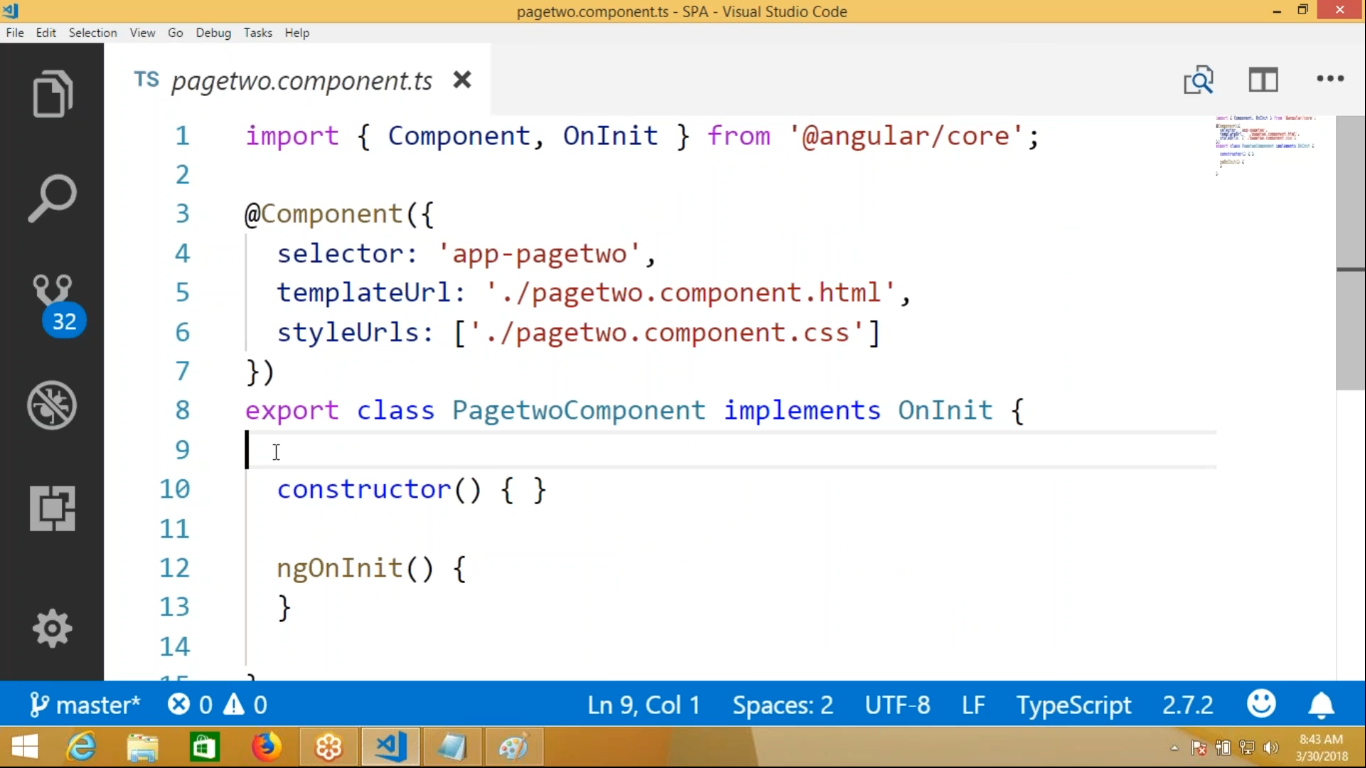 pagetwo.component.ts - SPA - Visual Studio Code
File Edit Selection View Go Debug Tasks Help
TS pagetwo.component.ts
1 import { Component, OnInit } from '@angular/core';
2
3 @Component({
4 selector: 'app-pagetwo',
5 templateUrl: './pagetwo.component.html',
6 styleUrls: ['./pagetwo.component.css']
7 })
8 export class PagetwoComponent implements OnInit {
9
10 constructor() { }
11
12 ngOnInit() {
13 }
14
32
master* 0 0 Ln 9, Col 1 Spaces: 2 UTF-8 LF TypeScript 2.7.2
8:43 AM
3/30/2018